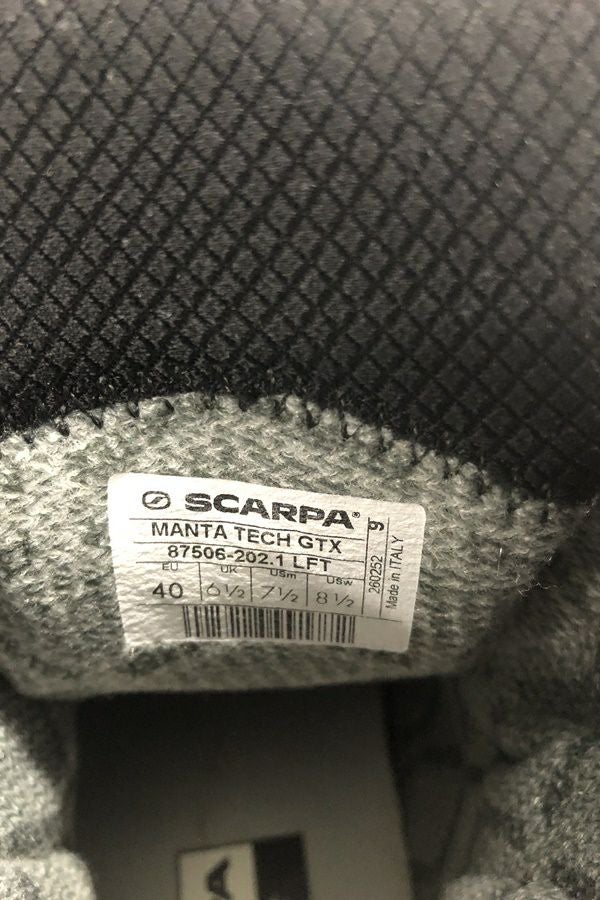 SCARPA®
MANTA TECH GTX
87506-202.1 LFT
EU UK USm USw
40 6½ 7½ 8½
260252 9
Made in ITALY
A